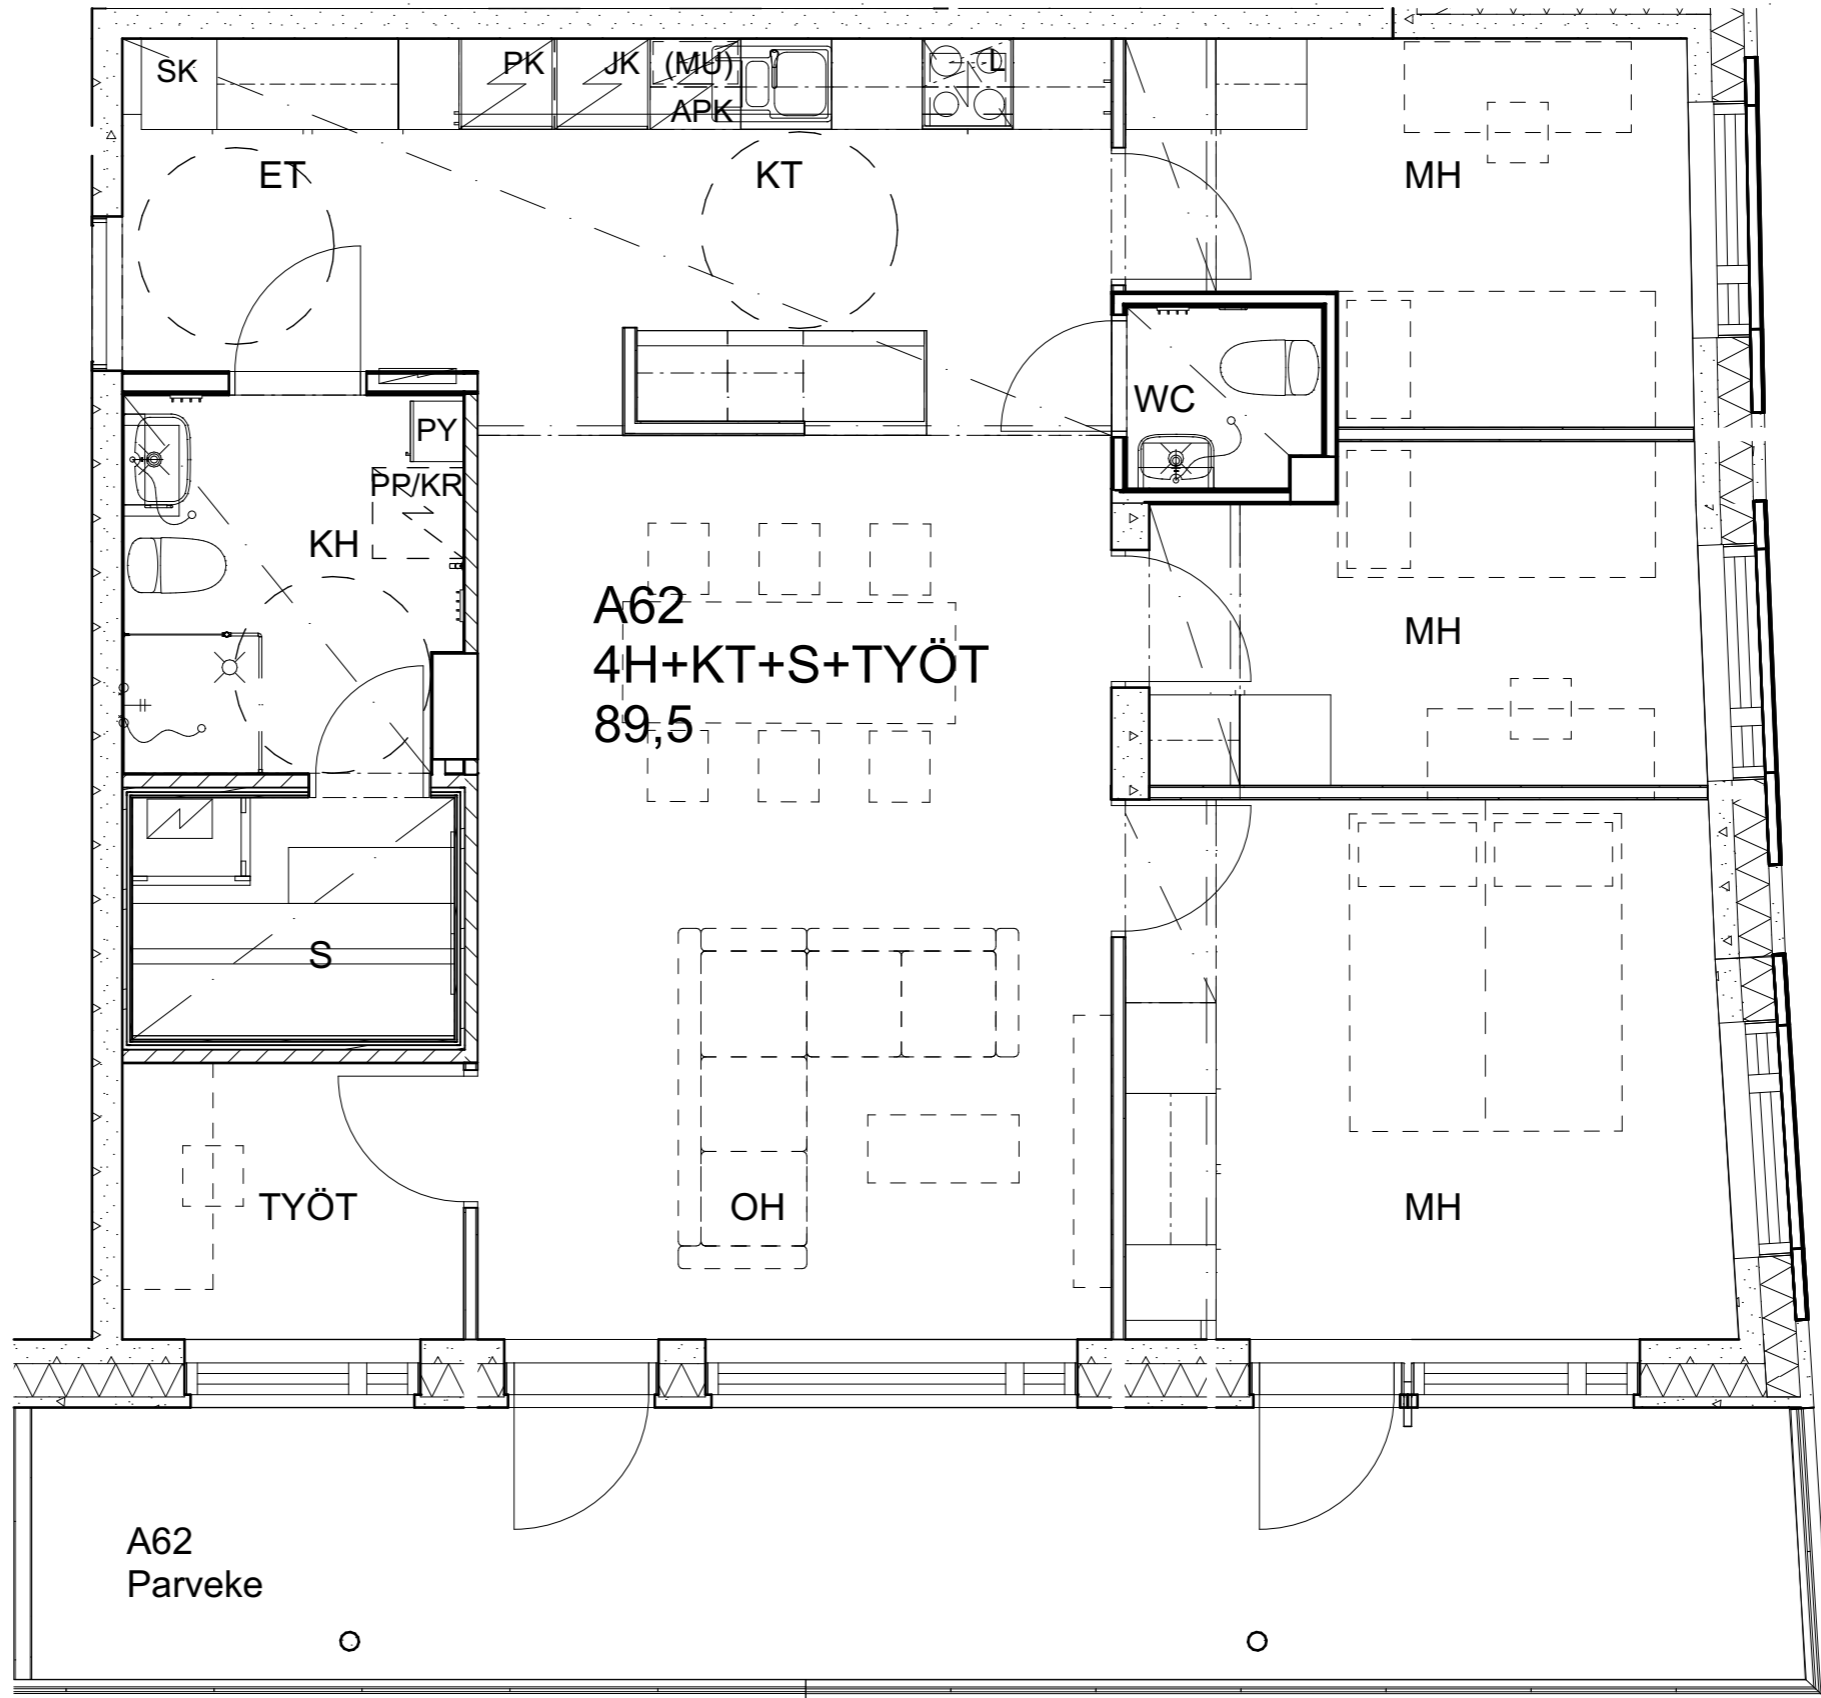 SK
PK
JK
(MU)
L
APK
ET
KT
MH
WC
PY
PR/KR
KH
A62
4H+KT+S+TYÖT
89,5
MH
S
TYÖT
OH
MH
A62
Parveke